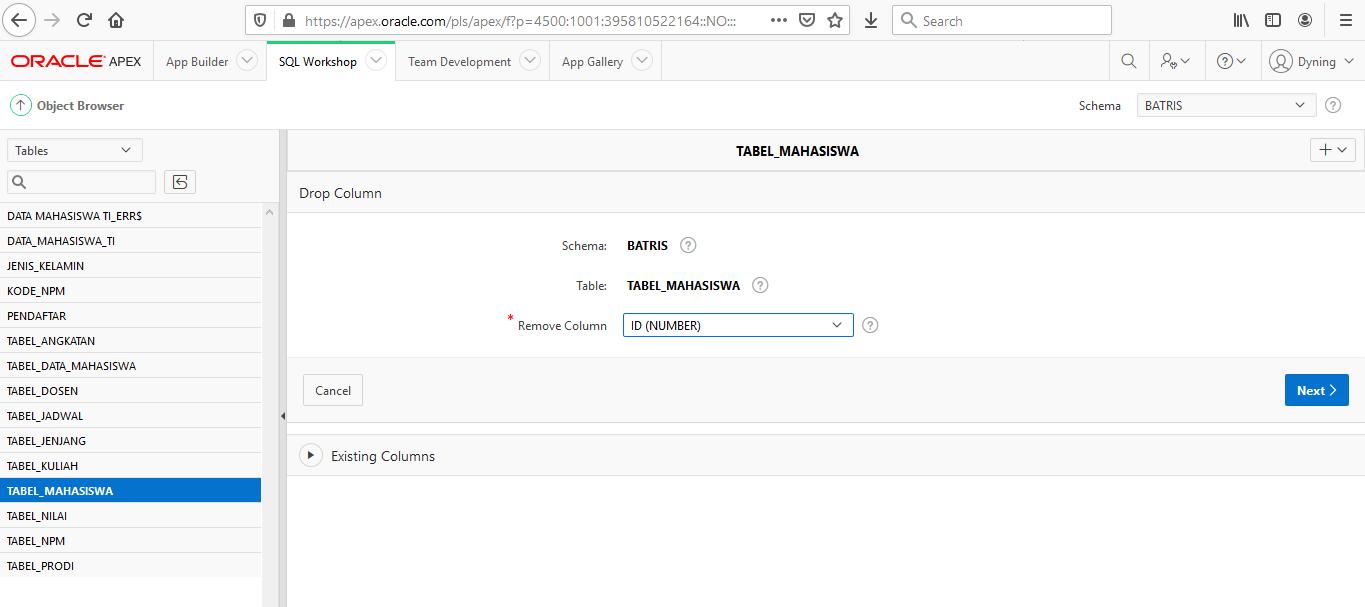 https://apex.oracle.com/pls/apex/f?p=4500:1001:395810522164::NO:::
Search
ORACLE APEX
App Builder
SQL Workshop
Team Development
App Gallery
Dyning
Object Browser
Schema
BATRIS
Tables
TABEL_MAHASISWA
Drop Column
DATA MAHASISWA TI_ERR$
DATA_MAHASISWA_TI
JENIS_KELAMIN
KODE_NPM
PENDAFTAR
TABEL_ANGKATAN
TABEL_DATA_MAHASISWA
TABEL_DOSEN
TABEL_JADWAL
TABEL_JENJANG
TABEL_KULIAH
TABEL_MAHASISWA
TABEL_NILAI
TABEL_NPM
TABEL_PRODI
Schema: BATRIS
Table: TABEL_MAHASISWA
* Remove Column ID (NUMBER)
Cancel
Next
Existing Columns